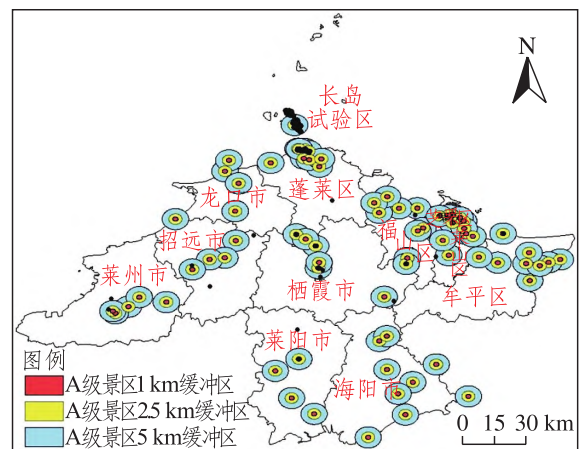 N
长岛
试验区
蓬莱区
龙口市
招远市
福
山区
区
莱州市
栖霞市
牟平区
莱阳市
海阳市
图例
A级景区1 km缓冲区
A级景区25 km缓冲区
A级景区5 km缓冲区
0 15 30 km